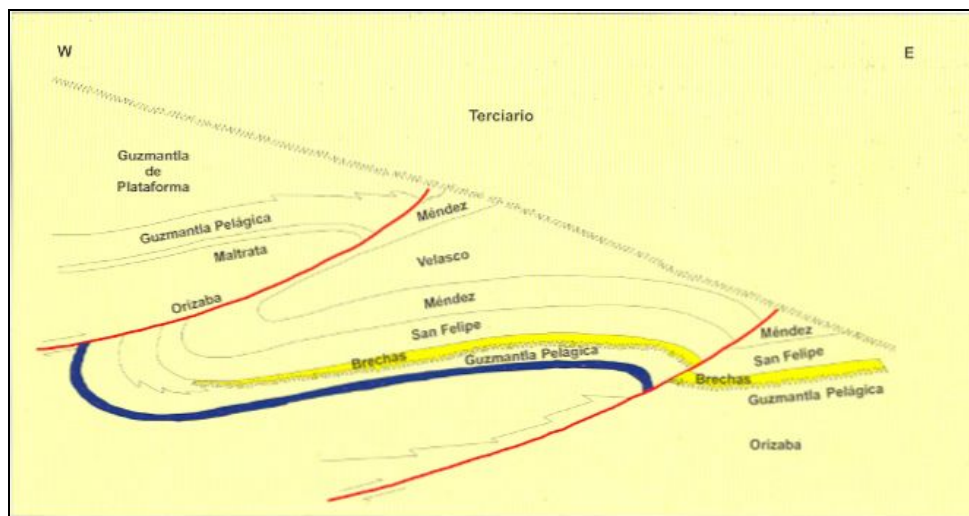 W
E
Terciario
Guzmantla
de
Plataforma
Méndez
Guzmantla Pelágica
Maltrata
Velasco
Orizaba
Méndez
San Felipe
Méndez
Brechas
Guzmantla Pelágica
San Felipe
Brechas
Guzmantla Pelágica
Orizaba